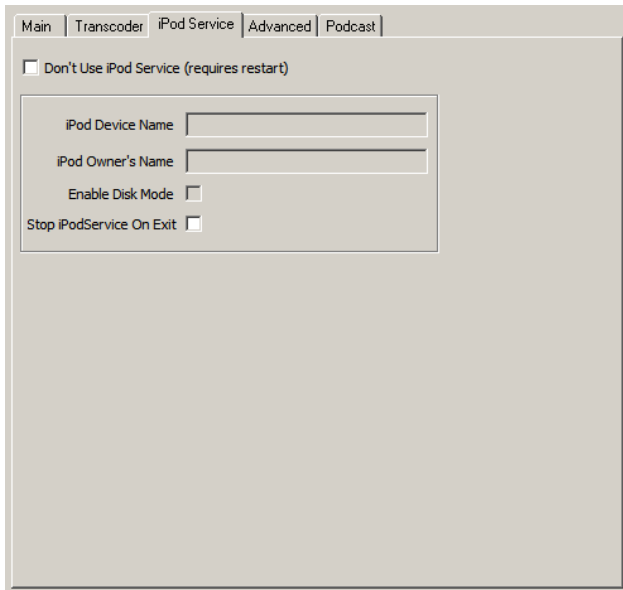 Main Transcoder iPod Service Advanced Podcast
Don't Use iPod Service (requires restart)
iPod Device Name
iPod Owner's Name
Enable Disk Mode
Stop iPodService On Exit